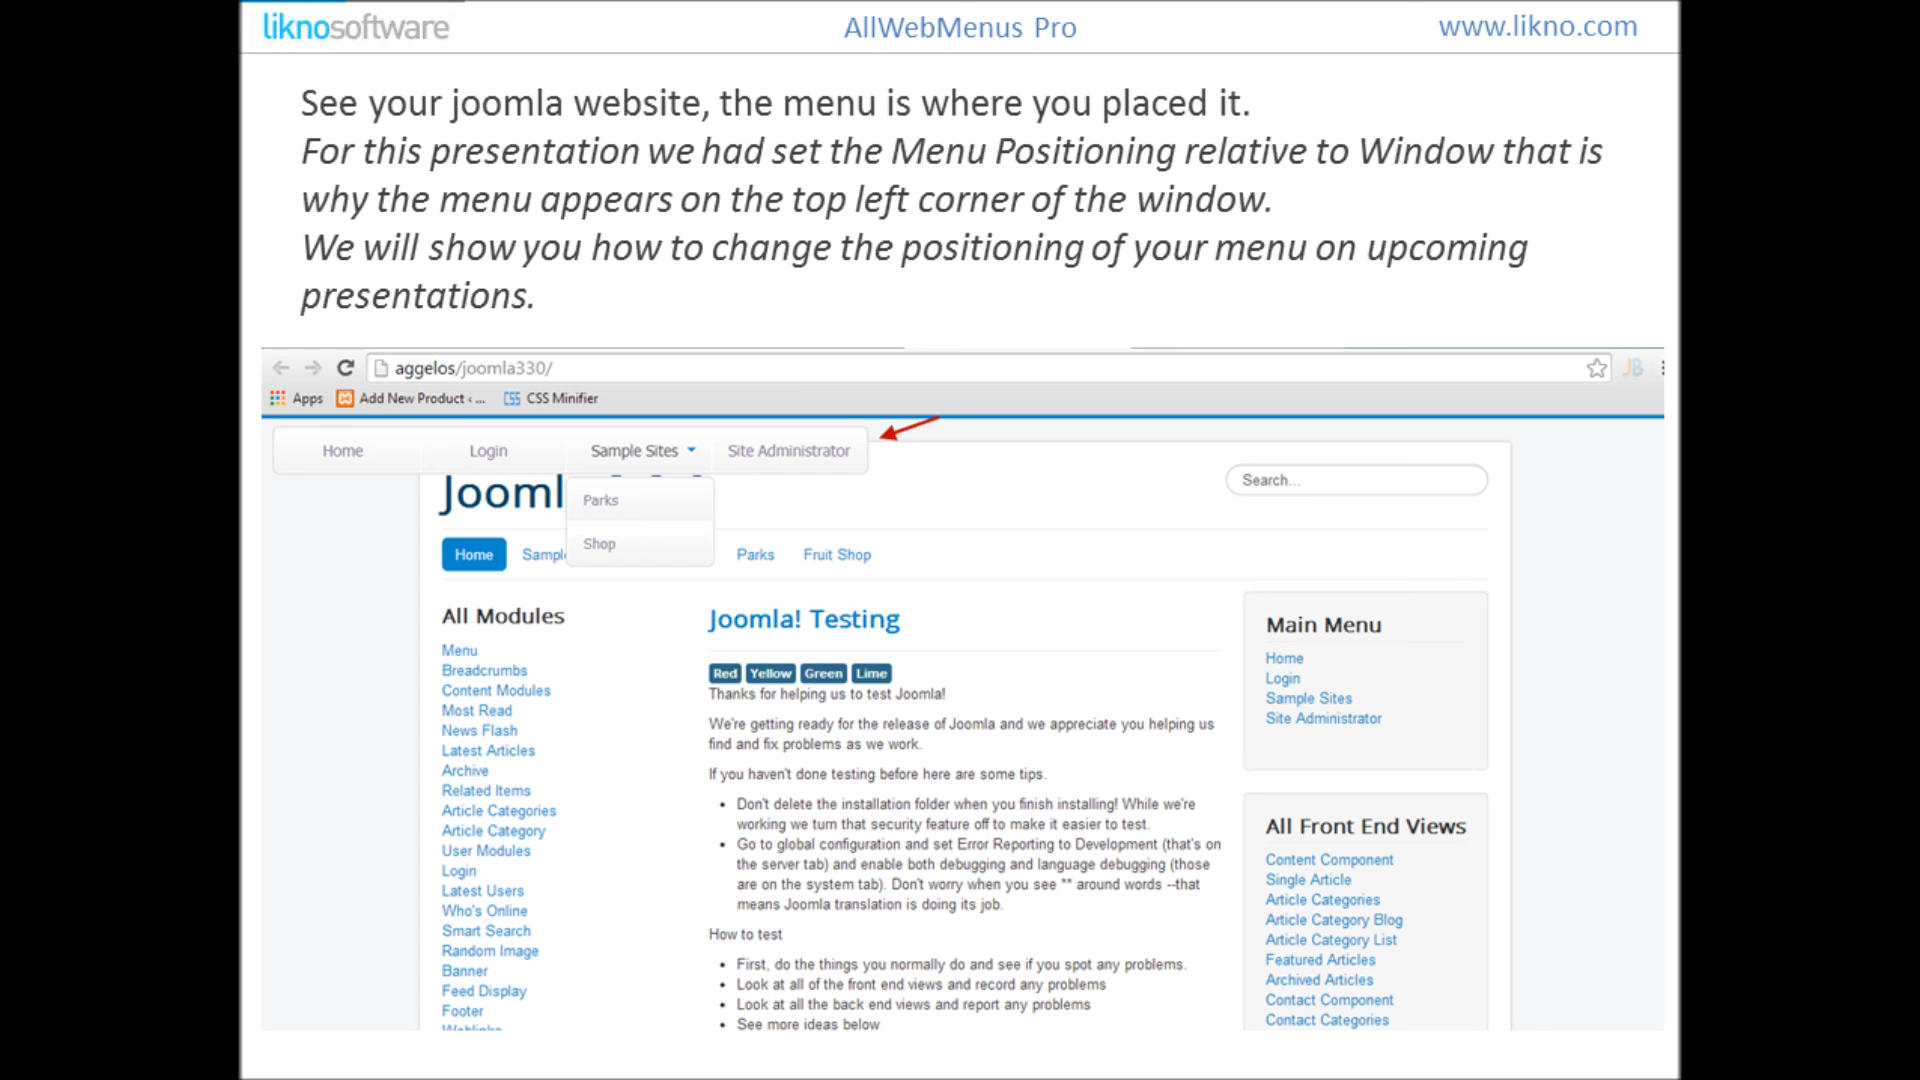 liknosoftware
AllWebMenus Pro
www.likno.com
See your joomla website, the menu is where you placed it.
For this presentation we had set the Menu Positioning relative to Window that is
why the menu appears on the top left corner of the window.
We will show you how to change the positioning of your menu on upcoming
presentations.
aggelos/joomla330/
Apps
Add New Product ‹ ...
CSS Minifier
Home
Login
Sample Sites
Site Administrator
Parks
Shop
Search...
Home
Parks
Fruit Shop
All Modules
Menu
Breadcrumbs
Content Modules
Most Read
News Flash
Latest Articles
Archive
Related Items
Article Categories
Article Category
User Modules
Login
Latest Users
Who's Online
Smart Search
Random Image
Banner
Feed Display
Footer
Joomla! Testing
Red Yellow Green Lime
Thanks for helping us to test Joomla!
We're getting ready for the release of Joomla and we appreciate you helping us
find and fix problems as we work.
If you haven't done testing before here are some tips.
• Don't delete the installation folder when you finish installing! While we're
working we turn that security feature off to make it easier to test.
• Go to global configuration and set Error Reporting to Development (that's on
the server tab) and enable both debugging and language debugging (those
are on the system tab). Don't worry when you see ** around words --that
means Joomla translation is doing its job.
How to test
• First, do the things you normally do and see if you spot any problems.
• Look at all of the front end views and record any problems
• Look at all the back end views and report any problems
• See more ideas below
Main Menu
Home
Login
Sample Sites
Site Administrator
All Front End Views
Content Component
Single Article
Article Categories
Article Category Blog
Article Category List
Featured Articles
Archived Articles
Contact Component
Contact Categories